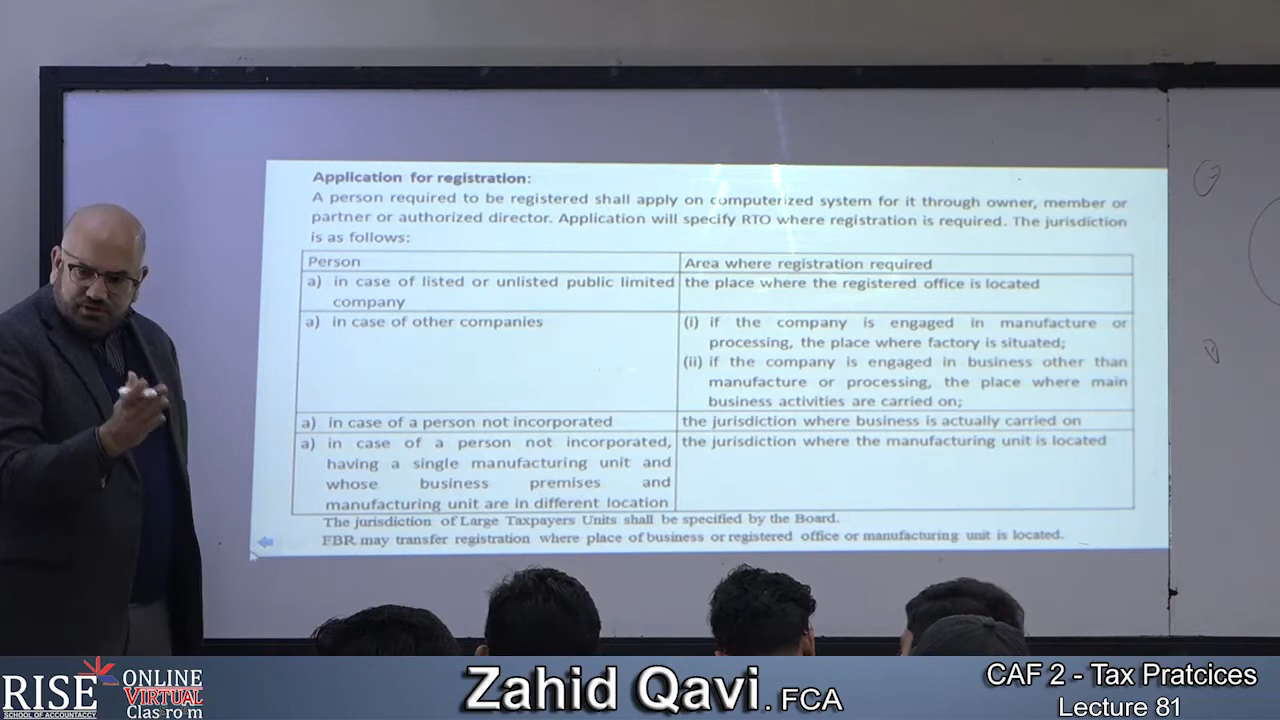 Application for registration:
A person required to be registered shall apply on computerized system for it through owner, member or
partner or authorized director. Application will specify RTO where registration is required. The jurisdiction
is as follows:
Person
Area where registration required
a) in case of listed or unlisted public limited
company
the place where the registered office is located
a) in case of other companies
(i) if the company is engaged in manufacture or
processing, the place where factory is situated;
(ii) if the company is engaged in business other than
manufacture or processing, the place where main
business activities are carried on;
a) in case of a person not incorporated
the jurisdiction where business is actually carried on
a) in case of a person not incorporated,
having a single manufacturing unit and
whose business premises and
manufacturing unit are in different location
the jurisdiction where the manufacturing unit is located
The jurisdiction of Large Taxpayers Units shall be specified by the Board.
FBR may transfer registration where place of business or registered office or manufacturing unit is located.
RISE
SCHOOL OF ACCOUNTACCY
ONLINE
VIRTUAL
Clas ro m
Zahid Qavi. FCA
CAF 2 - Tax Pratcices
Lecture 81